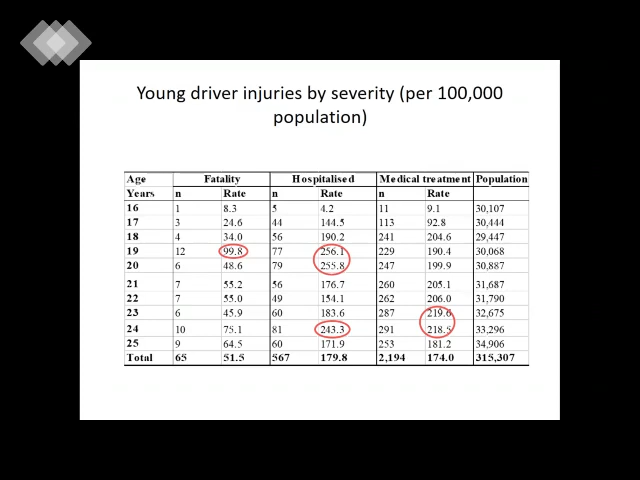 Young driver injuries by severity (per 100,000
population)
Age Fatality Hospitalised Medical treatment Population
Years n Rate n Rate n Rate
16 1 8.3 5 4.2 11 9.1 30,107
17 3 24.6 44 144.5 113 92.8 30,444
18 4 34.0 56 190.2 241 204.6 29,447
19 12 99.8 77 256.1 229 190.4 30,068
20 6 48.6 79 255.8 247 199.9 30,887
21 7 55.2 56 176.7 260 205.1 31,687
22 7 55.0 49 154.1 262 206.0 31,790
23 6 45.9 60 183.6 287 219.6 32,675
24 10 75.1 81 243.3 291 218.5 33,296
25 9 64.5 60 171.9 253 181.2 34,906
Total 65 51.5 567 179.8 2,194 174.0 315,307